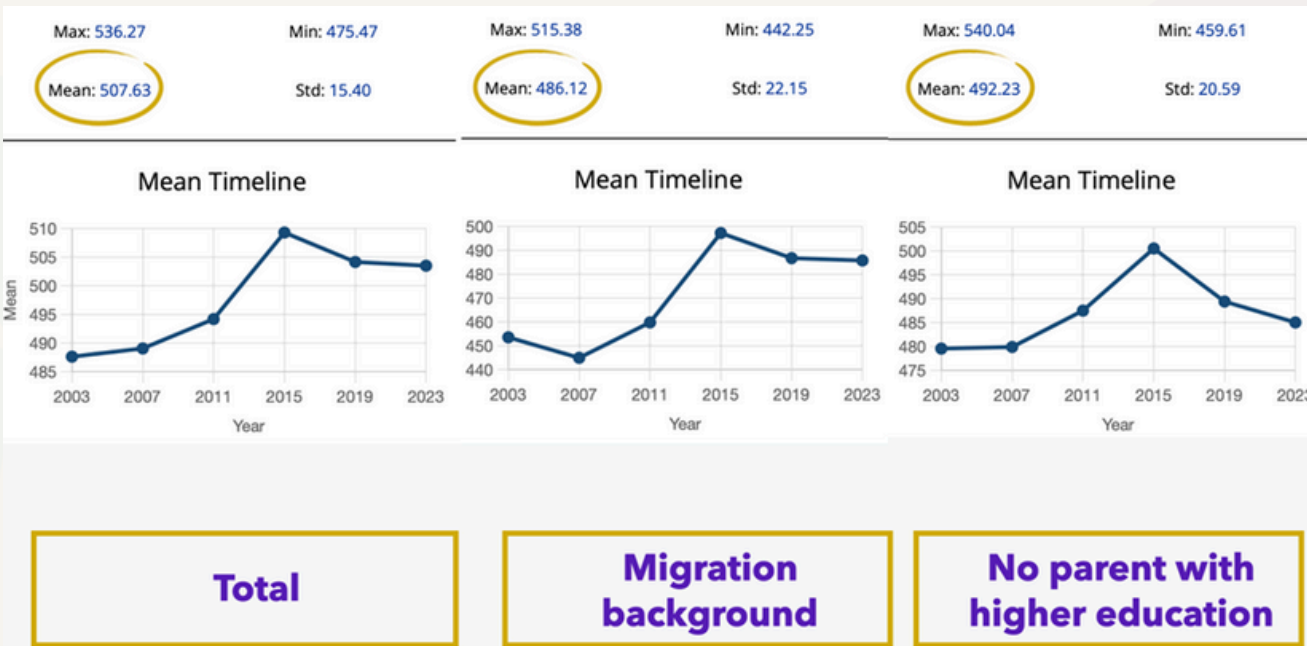 Max: 536.27
Min: 475.47
Mean: 507.63
Std: 15.40
Mean Timeline
510
505
500
495
490
485
Mean
2003 2007 2011 2015 2019 2023
Year
Total
Max: 515.38
Min: 442.25
Mean: 486.12
Std: 22.15
Mean Timeline
500
490
480
470
460
450
440
2003 2007 2011 2015 2019 2023
Year
Migration
background
Max: 540.04
Min: 459.61
Mean: 492.23
Std: 20.59
Mean Timeline
505
500
495
490
485
480
475
2003 2007 2011 2015 2019 2023
Year
No parent with
higher education